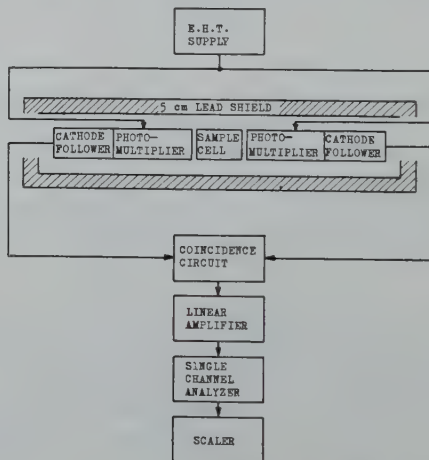 E.H.T.
SUPPLY
5 cm LEAD SHIELD
CATHODE
FOLLOWER
PHOTO-
MULTIPLIER
SAMPLE
CELL
PHOTO-
MULTIPLIER
CATHODE
FOLLOWER
COINCIDENCE
CIRCUIT
LINEAR
AMPLIFIER
SINGLE
CHANNEL
ANALYZER
SCALER